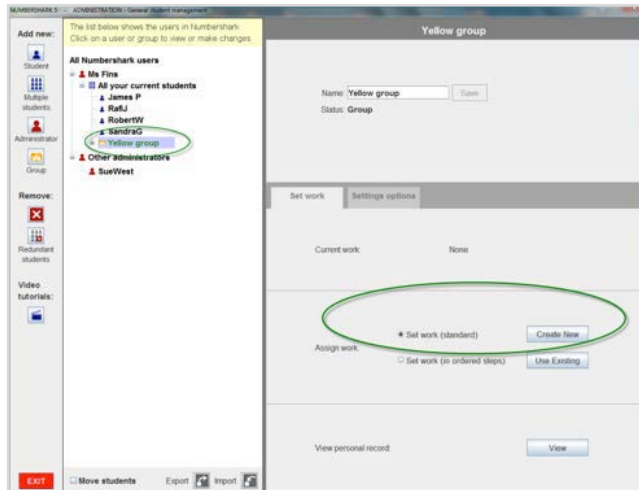 NUMBERSHARK 5 - ADMINISTRATION - General student management
Add new:
Student
Multiple
students
Administrator
Group
Remove:
Redundant
students
Video
tutorials:
EXIT
The list below shows the users in Numbershark
Click on a user or group to view or make changes
All Numbershark users
Ms Fins
All your current students
James P
RafiJ
RobertW
SandraG
Yellow group
Other administrators
SueWest
Move students Export Import
Yellow group
Name: Yellow group Save
Status: Group
Set work Settings options
Current work: None
Assign work:
Set work (standard) Create New
Set work (in ordered steps) Use Existing
View personal record: View